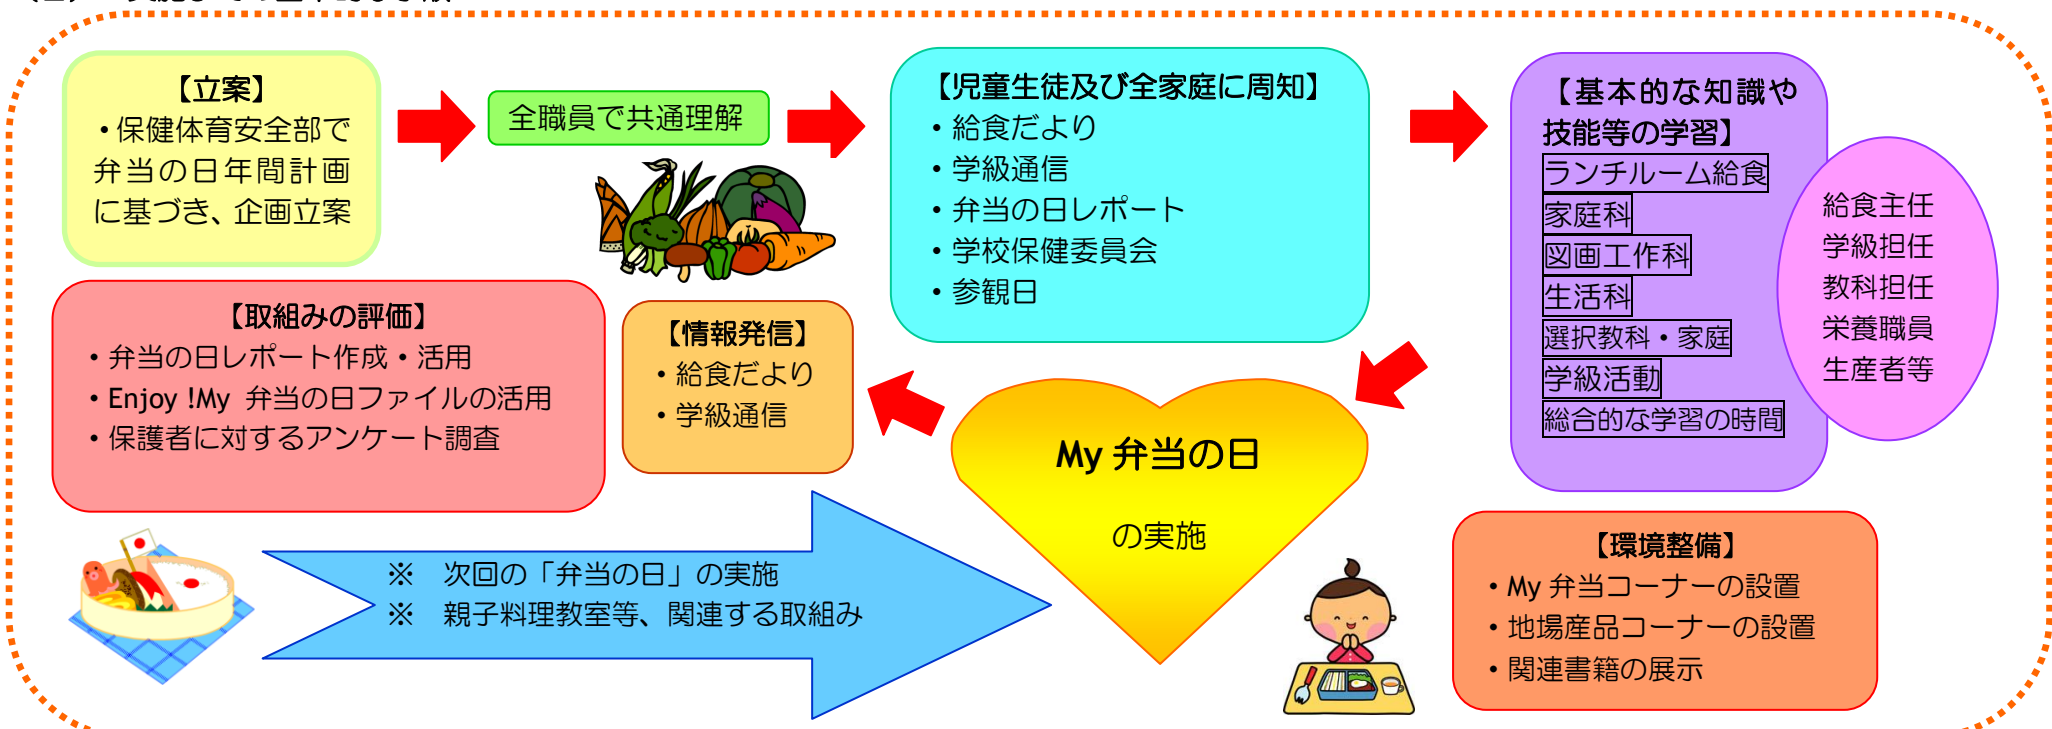 【立案】
・保健体育安全部で
弁当の日年間計画
に基づき、企画立案
全職員で共通理解
【児童生徒及び全家庭に周知】
・給食だより
・学級通信
・弁当の日レポート
・学校保健委員会
・参観日
【基本的な知識や
技能等の学習】
ランチルーム給食
家庭科
図画工作科
生活科
選択教科・家庭
学級活動
総合的な学習の時間
給食主任
学級担任
教科担任
栄養職員
生産者等
【取組みの評価】
・弁当の日レポート作成・活用
・Enjoy !My 弁当の日ファイルの活用
・保護者に対するアンケート調査
【情報発信】
・給食だより
・学級通信
My 弁当の日
の実施
※ 次回の「弁当の日」の実施
※ 親子料理教室等、関連する取組み
【環境整備】
・My 弁当コーナーの設置
・地場産品コーナーの設置
・関連書籍の展示